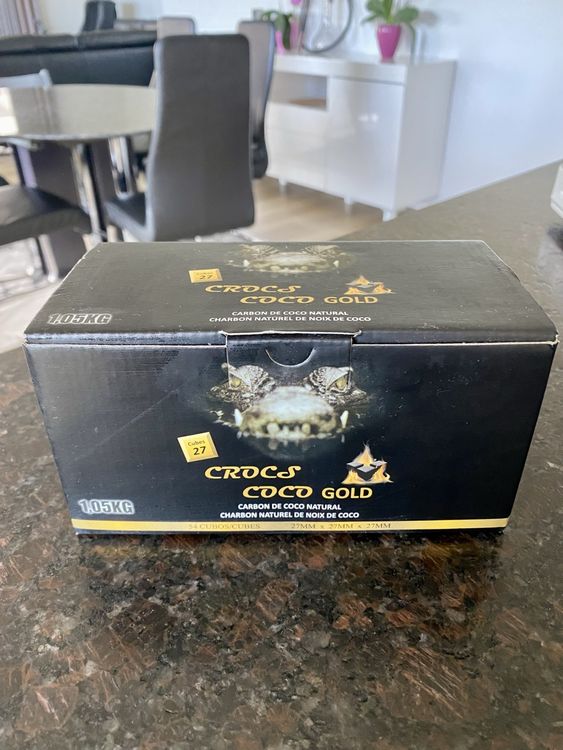 Cubes
27
CROCS
COCO GOLD
CARBON DE COCO NATURAL
CHARBON NATUREL DE NOIX DE COCO
1,05KG
Cubes
27
CROCS
COCO GOLD
CARBON DE COCO NATURAL
CHARBON NATUREL DE NOIX DE COCO
1,05KG
54 CUBOS/CUBES 27MM x 27MM x 27MM